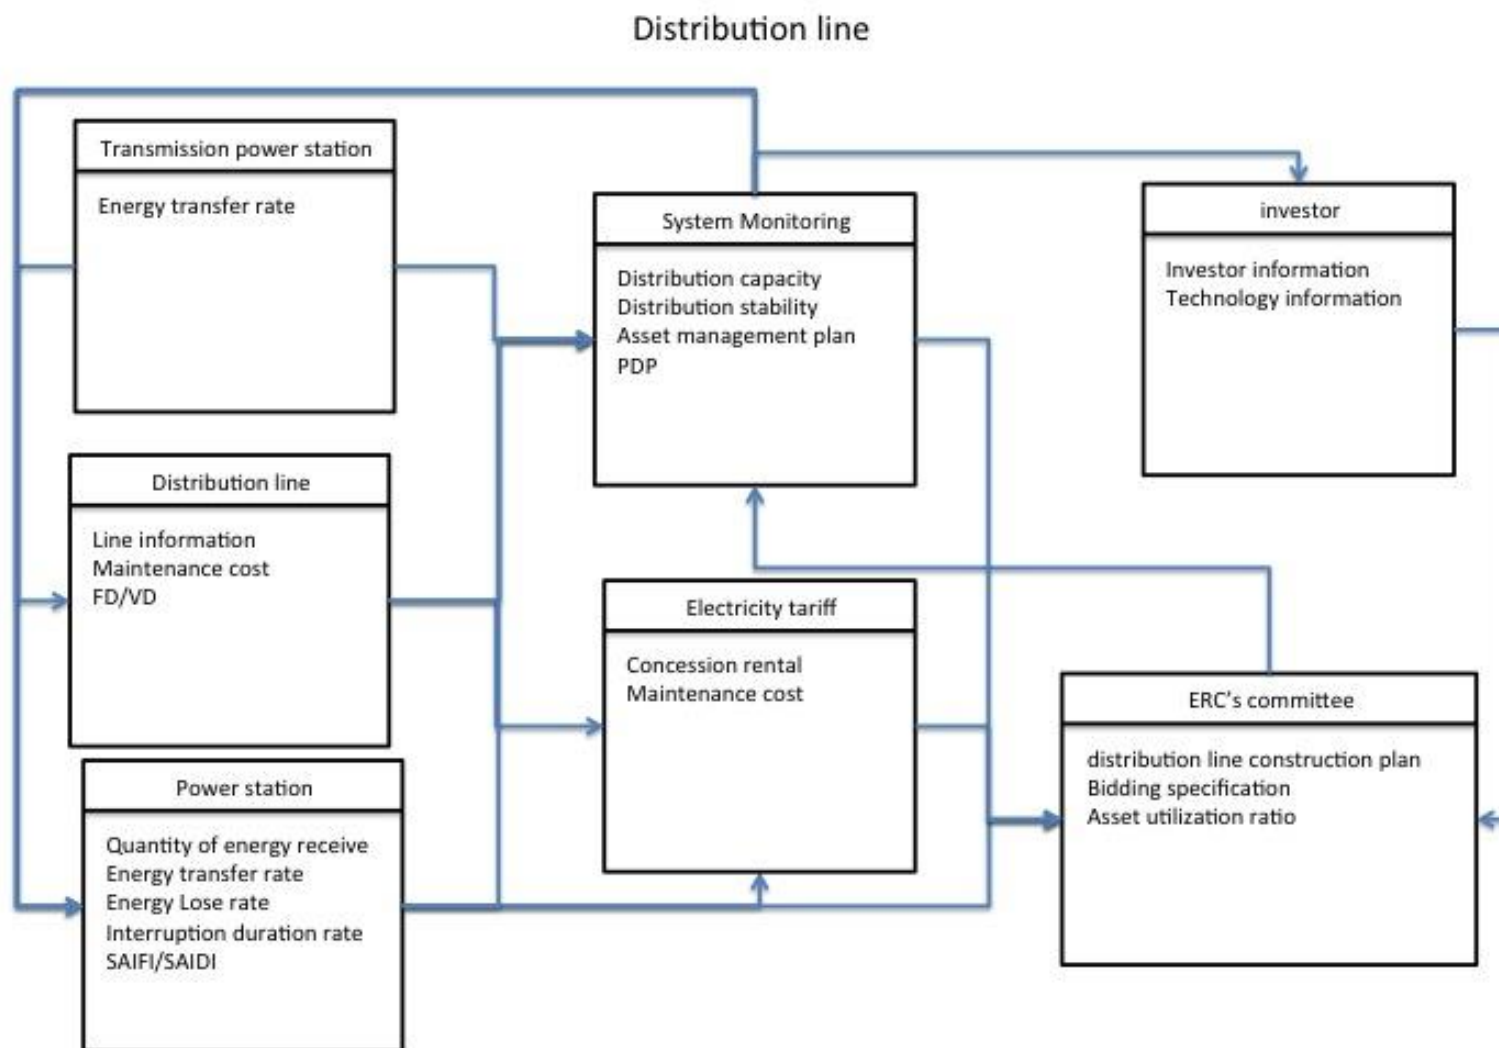 Distribution line
Transmission power station
Energy transfer rate
System Monitoring
Distribution capacity
Distribution stability
Asset management plan
PDP
investor
Investor information
Technology information
Distribution line
Line information
Maintenance cost
FD/VD
Electricity tariff
Concession rental
Maintenance cost
ERC's committee
distribution line construction plan
Bidding specification
Asset utilization ratio
Power station
Quantity of energy receive
Energy transfer rate
Energy Lose rate
Interruption duration rate
SAIFI/SAIDI